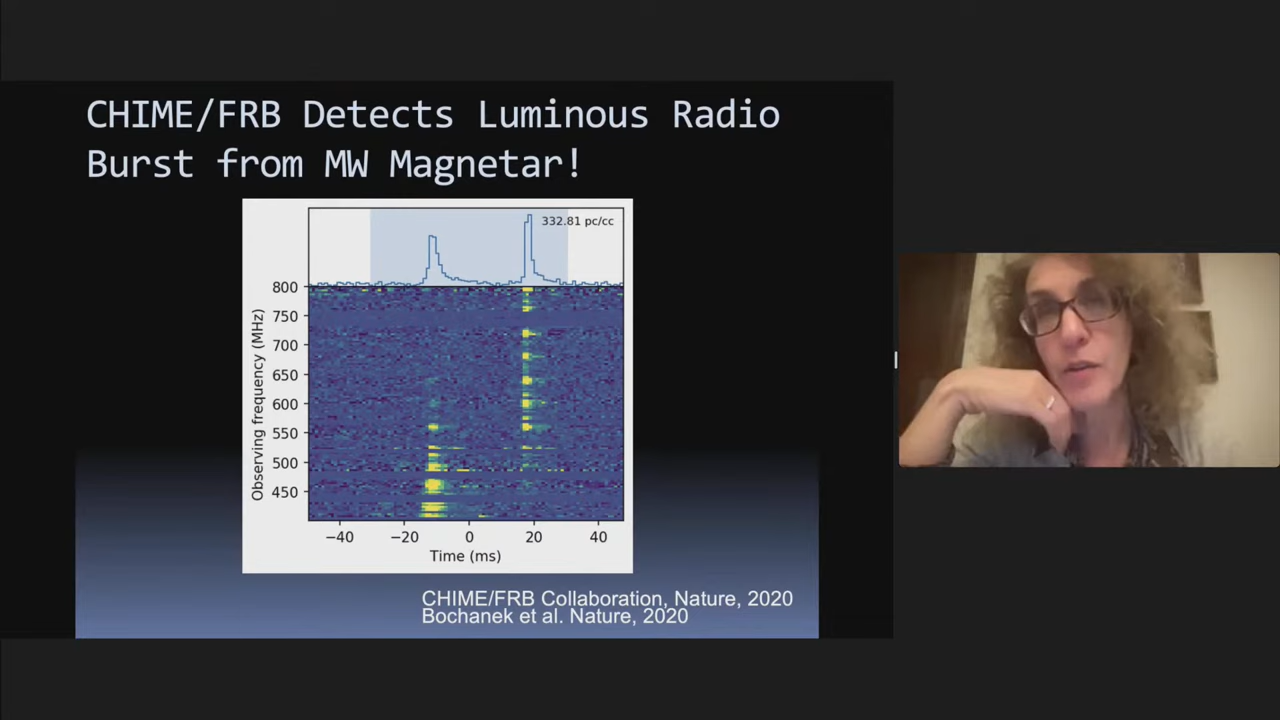 CHIME/FRB Detects Luminous Radio
Burst from MW Magnetar!
332.81 pc/cc
800
750
700
650
600
550
500
450
Observing frequency (MHz)
−40 −20 0 20 40
Time (ms)
CHIME/FRB Collaboration, Nature, 2020
Bochanek et al. Nature, 2020